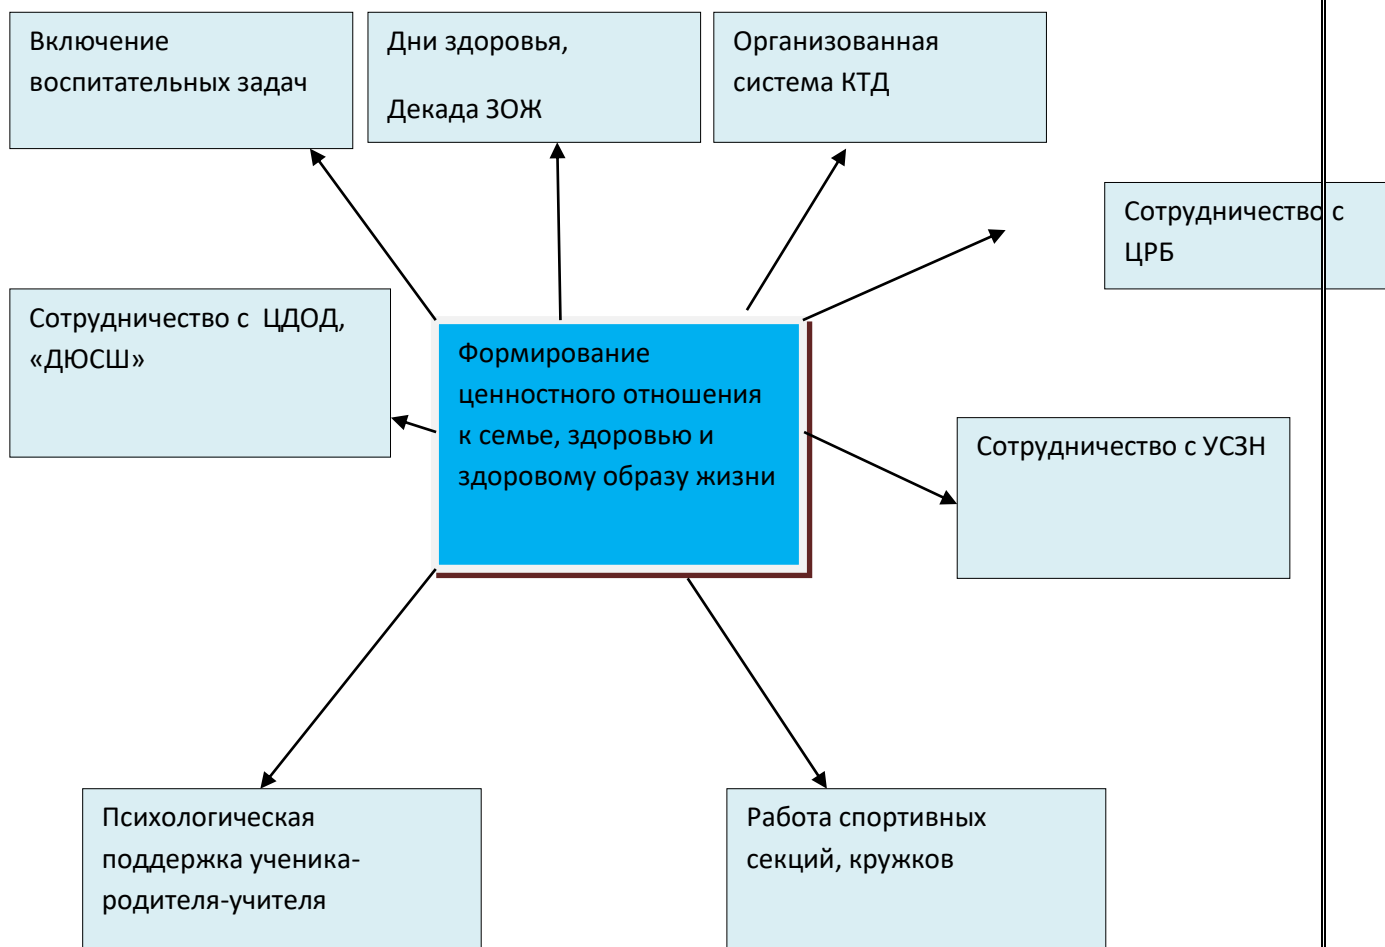 Включение
воспитательных задач
Дни здоровья,
Декада ЗОЖ
Организованная
система КТД
Сотрудничество с
ЦРБ
Сотрудничество с  ЦДОД,
«ДЮСШ»
Формирование
ценностного отношения
к семье, здоровью и
здоровому образу жизни
Сотрудничество с УСЗН
Психологическая
поддержка ученика-
родителя-учителя
Работа спортивных
секций, кружков